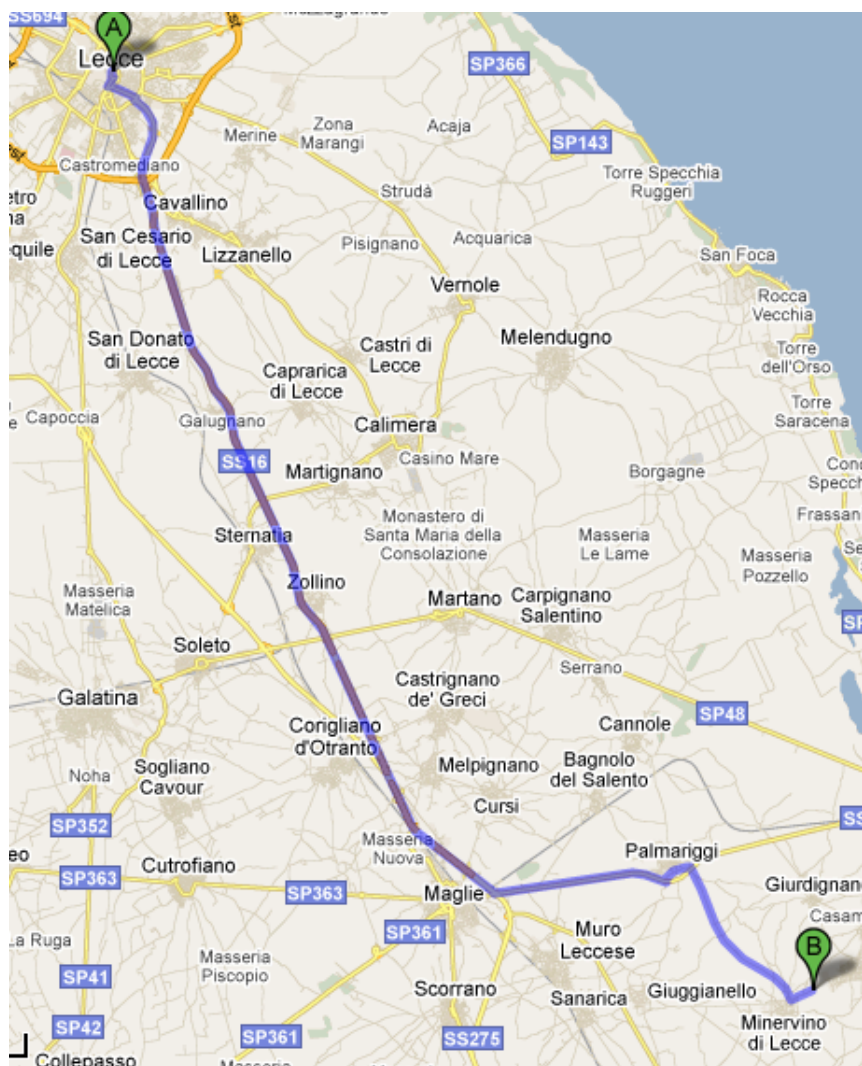 SS694
A
Lecce
Mezzagrande
SP366
Merine
Zona
Marangi
Acaja
SP143
Castromediano
Torre Specchia
Ruggeri
Cavallino
Strudà
San Cesario
di Lecce
Lizzanello
Pisignano
Acquarica
San Foca
Vernole
Rocca
Vecchia
San Donato
di Lecce
Castri di
Lecce
Melendugno
Caprarica
di Lecce
Torre
dell'Orso
Capoccia
Galugnano
Calimera
Torre
Saracena
SS16
Martignano
Casino Mare
Borgagne
Sternatia
Monastero di
Santa Maria della
Consolazione
Masseria
Le Lame
Masseria
Pozzello
Zollino
Masseria
Matelica
Martano
Carpignano
Salentino
Soleto
Serrano
Galatina
Castrignano
de' Greci
SP48
Corigliano
d'Otranto
Cannole
Noha
Sogliano
Cavour
Melpignano
Bagnolo
del Salento
Cursi
SP352
Masseria
Nuova
Palmariggi
SP363
Cutrofiano
SP363
Maglie
Giurdignano
SP361
Muro
Leccese
B
La Ruga
Masseria
Piscopio
SP41
Scorrano
Sanarica
Giuggianello
SP42
SP361
SS275
Minervino
di Lecce
Collepasso
Masseria